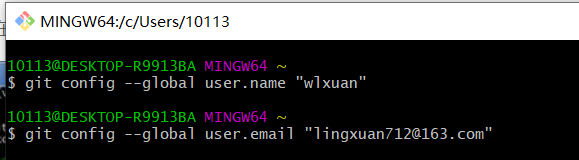 MINGW64:/c/Users/10113
10113@DESKTOP-R9913BA MINGW64 ~
$ git config --global user.name "wlxuan"
10113@DESKTOP-R9913BA MINGW64 ~
$ git config --global user.email "lingxuan712@163.com"